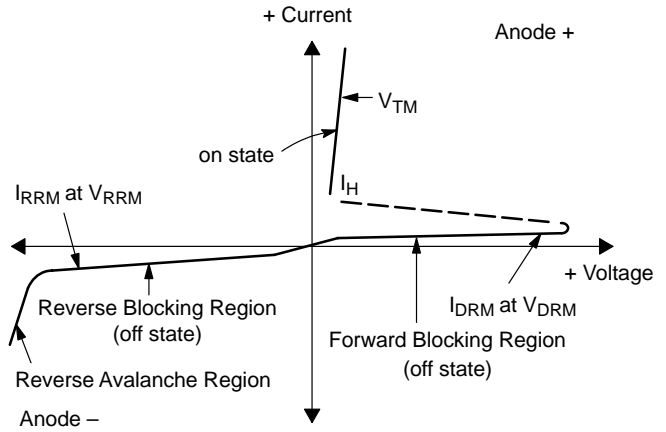 + Current
Anode +
VTM
on state
IH
IRRM at VRRM
+ Voltage
IDRM at VDRM
Reverse Blocking Region
(off state)
Forward Blocking Region
(off state)
Reverse Avalanche Region
Anode –